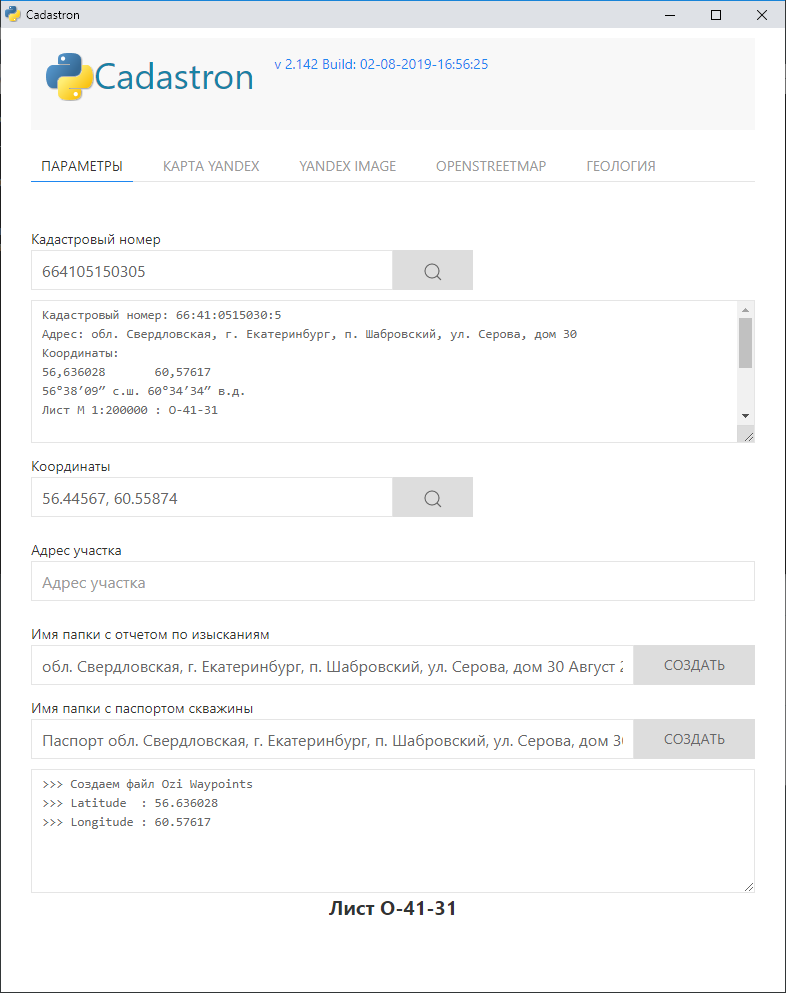 Cadastron
Cadastron
v 2.142 Build: 02-08-2019-16:56:25
ПАРАМЕТРЫ КАРТА YANDEX YANDEX IMAGE OPENSTREETMAP ГЕОЛОГИЯ
Кадастровый номер
664105150305
Кадастровый номер: 66:41:0515030:5
Адрес: обл. Свердловская, г. Екатеринбург, п. Шабровский, ул. Серова, дом 30
Координаты:
56,636028 60,57617
56°38’09” с.ш. 60°34’34” в.д.
Лист М 1:200000 : О-41-31
Координаты
56.44567, 60.55874
Адрес участка
Адрес участка
Имя папки с отчетом по изысканиям
обл. Свердловская, г. Екатеринбург, п. Шабровский, ул. Серова, дом 30 Август 2 СОЗДАТЬ
Имя папки с паспортом скважины
Паспорт обл. Свердловская, г. Екатеринбург, п. Шабровский, ул. Серова, дом 30 СОЗДАТЬ
>>> Создаем файл Ozi Waypoints
>>> Latitude : 56.636028
>>> Longitude : 60.57617
Лист О-41-31